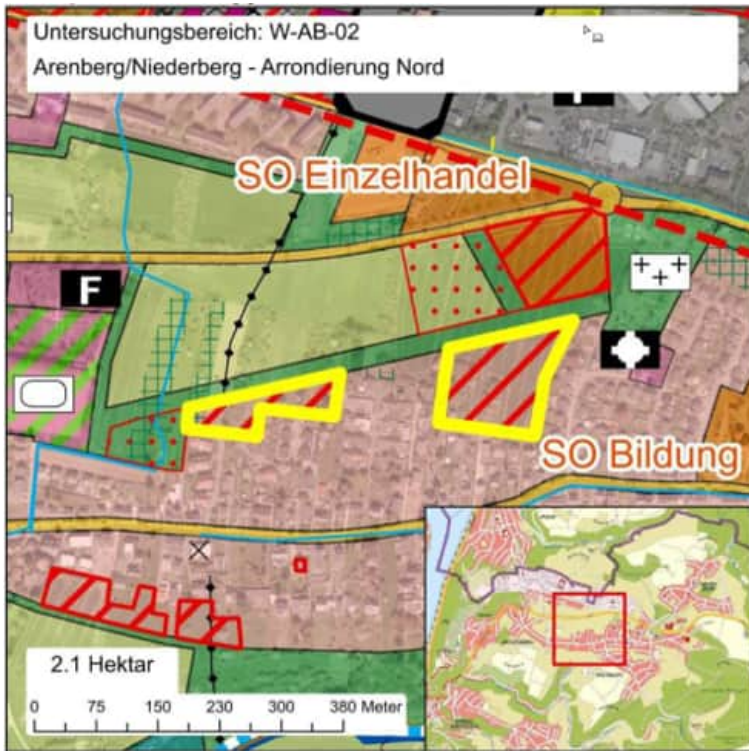 Untersuchungsbereich: W-AB-02
Arenberg/Niederberg - Arrondierung Nord
SO Einzelhandel
F
SO Bildung
2.1 Hektar
0 75 150 230 300 380 Meter